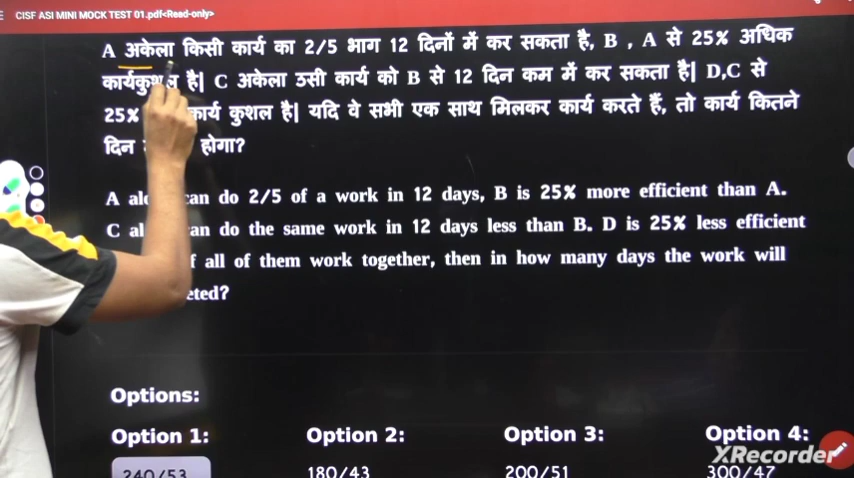 CISF ASI MINI MOCK TEST 01.pdf<Read-only>
A अकेला किसी कार्य का 2/5 भाग 12 दिनों में कर सकता है, B , A से 25% अधिक
कार्यकुशल है| C अकेला उसी कार्य को B से 12 दिन कम में कर सकता है| D,C से
25% कार्य कुशल है| यदि वे सभी एक साथ मिलकर कार्य करते हैं, तो कार्य कितने
दिन होगा?
A can do 2/5 of a work in 12 days, B is 25% more efficient than A.
C can do the same work in 12 days less than B. D is 25% less efficient
all of them work together, then in how many days the work will
Options:
Option 1: Option 2: Option 3: Option 4:
240/53 180/43 200/51 300/47
XRecorder